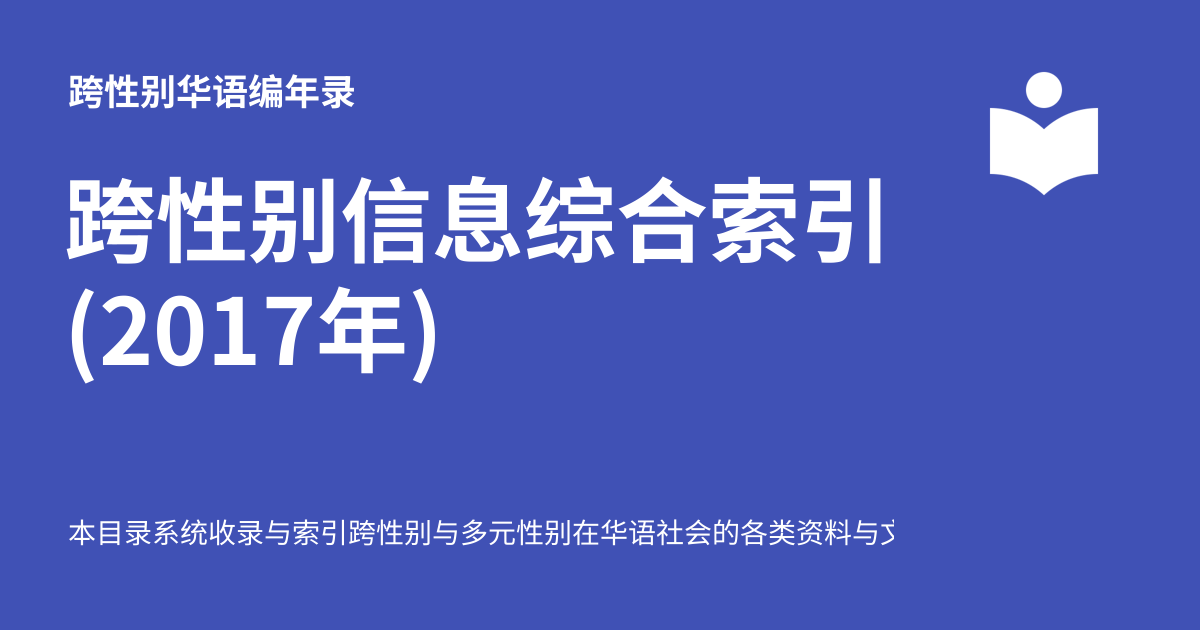 跨性别华语编年录
跨性别信息综合索引
(2017年)
本目录系统收录与索引跨性别与多元性别在华语社会的各类资料与